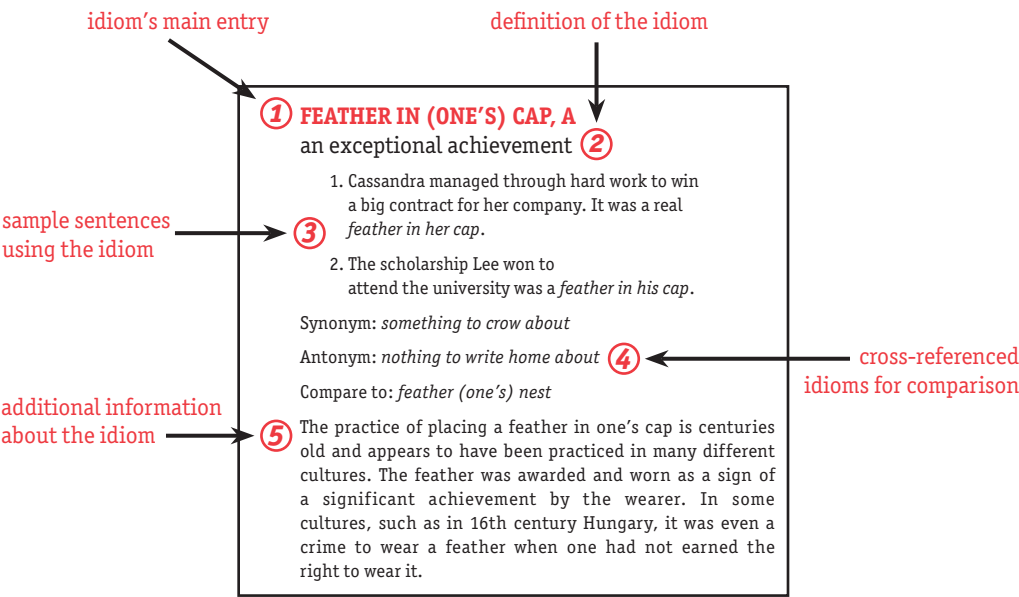 idiom's main entry
definition of the idiom
1 FEATHER IN (ONE'S) CAP, A
an exceptional achievement 2
1. Cassandra managed through hard work to win
a big contract for her company. It was a real
feather in her cap.
sample sentences
using the idiom
3
2. The scholarship Lee won to
attend the university was a feather in his cap.
Synonym: something to crow about
Antonym: nothing to write home about 4
cross-referenced
idioms for comparison
Compare to: feather (one's) nest
additional information
about the idiom
5 The practice of placing a feather in one's cap is centuries
old and appears to have been practiced in many different
cultures. The feather was awarded and worn as a sign of
a significant achievement by the wearer. In some
cultures, such as in 16th century Hungary, it was even a
crime to wear a feather when one had not earned the
right to wear it.